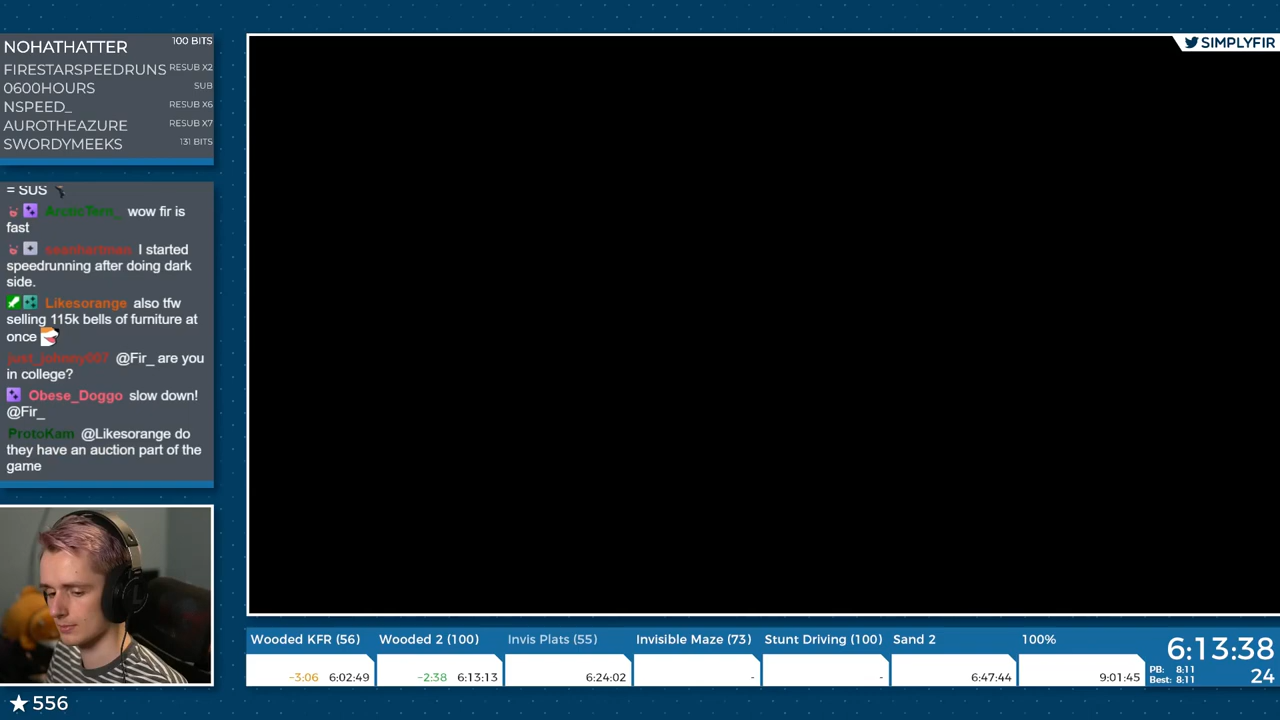 NOHATHATTER 100 BITS
FIRESTARSPEEDRUNS RESUB X2
0600HOURS SUB
NSPEED_ RESUB X6
AUROTHEAZURE RESUB X7
SWORDYMEEKS 131 BITS
= SUS
ArcticTern_ wow fir is
fast
seanhartman I started
speedrunning after doing dark
side.
Likesorange also tfw
selling 115k bells of furniture at
once
just_johnny007 @Fir_ are you
in college?
Obese_Doggo slow down!
@Fir_
ProtoKam @Likesorange do
they have an auction part of the
game
★ 556
SIMPLYFIR
Wooded KFR (56) Wooded 2 (100) Invis Plats (55) Invisible Maze (73) Stunt Driving (100) Sand 2 100%
−3:06 6:02:49 −2:38 6:13:13 6:24:02 - - 6:47:44 9:01:45
6:13:38
PB: 8:11
Best: 8:11
24